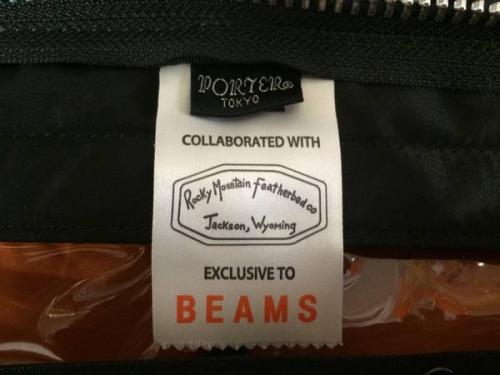 PORTER
TOKYO
COLLABORATED WITH
Rocky Mountain Featherbed co
Jackson, Wyoming
EXCLUSIVE TO
BEAMS